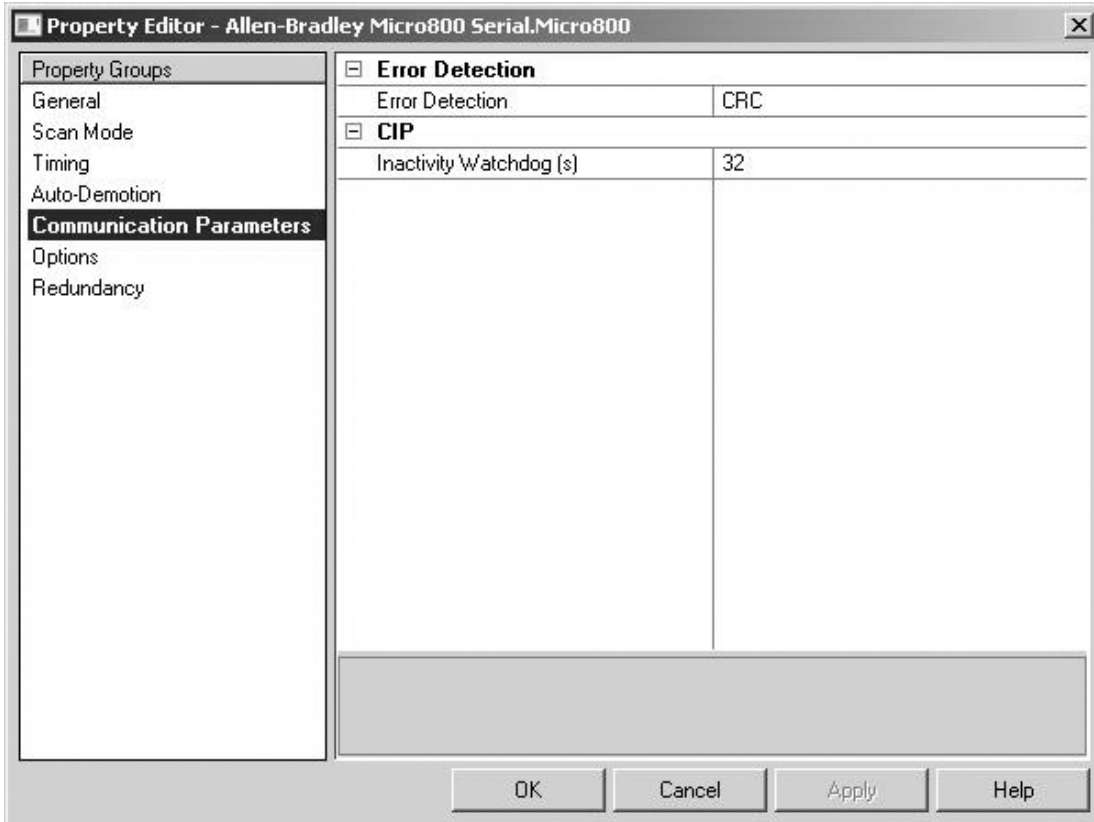 Property Editor - Allen-Bradley Micro800 Serial.Micro800
Property Groups
General
Scan Mode
Timing
Auto-Demotion
Communication Parameters
Options
Redundancy
Error Detection
Error Detection CRC
CIP
Inactivity Watchdog (s) 32
OK Cancel Apply Help